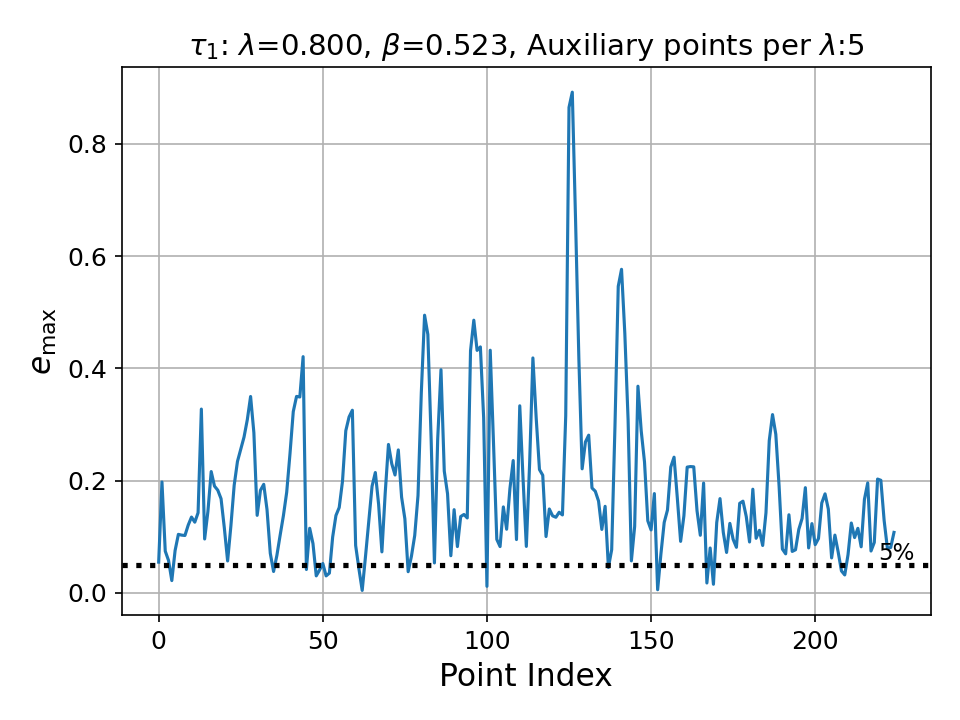 τ₁: λ=0.800, β=0.523, Auxiliary points per λ:5
e_max
0.8
0.6
0.4
0.2
0.0
5%
0 50 100 150 200
Point Index